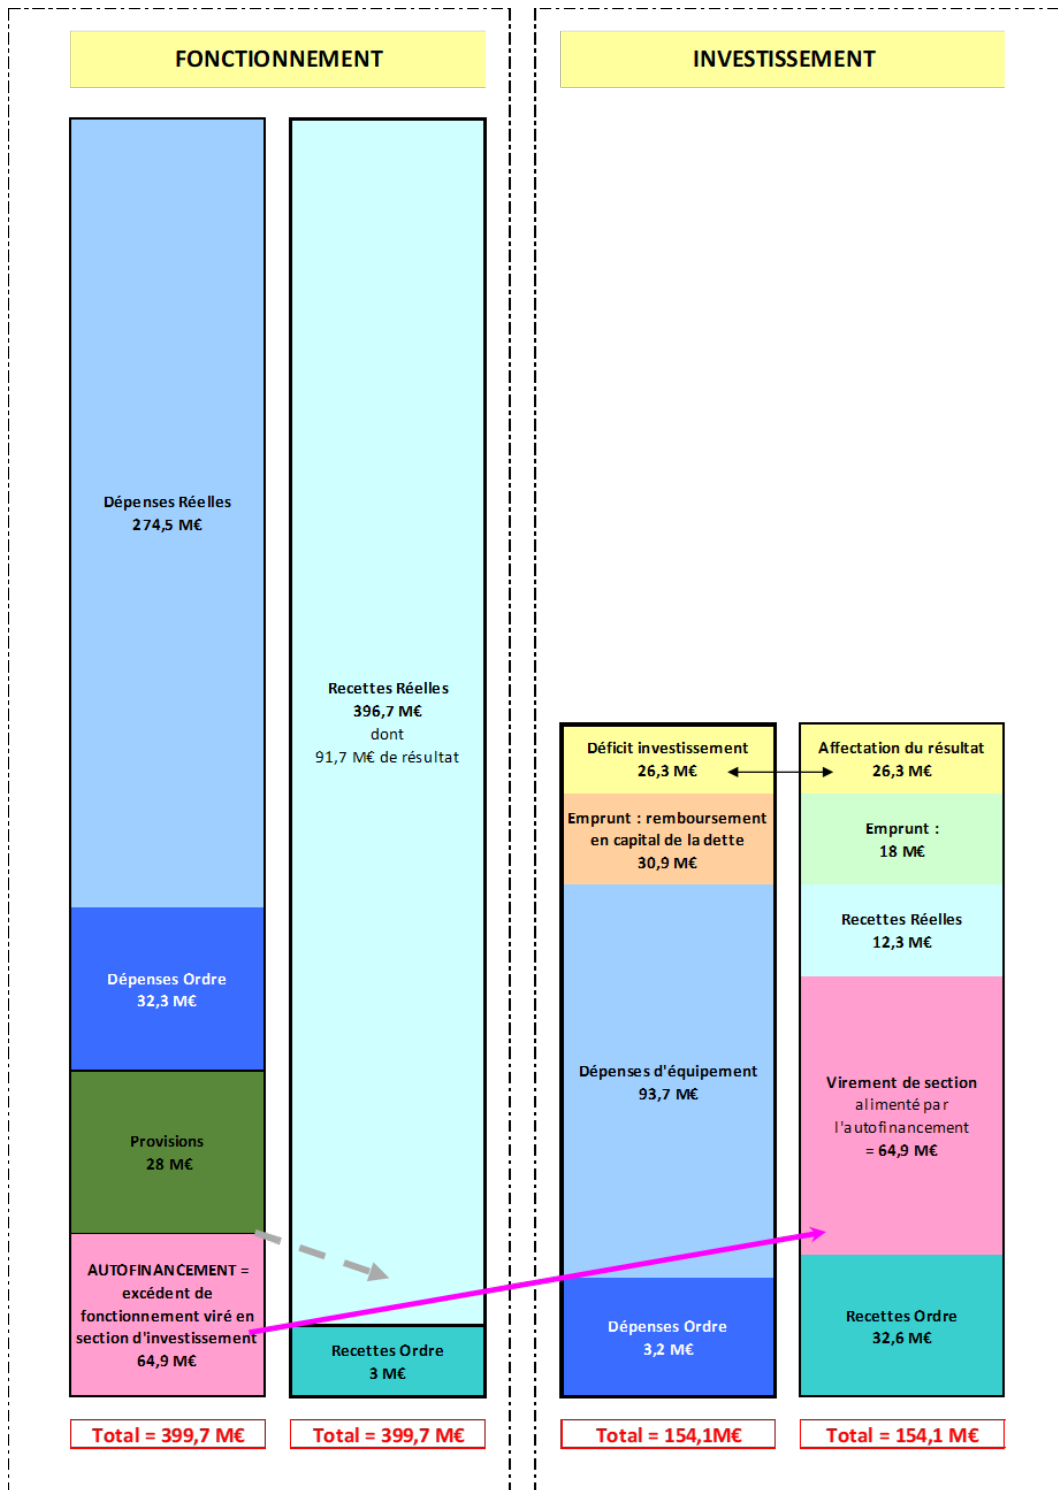 FONCTIONNEMENT
Dépenses Réelles
274,5 M€
Dépenses Ordre
32,3 M€
Provisions
28 M€
AUTOFINANCEMENT =
excédent de
fonctionnement viré en
section d'investissement
64,9 M€
Total = 399,7 M€
Recettes Réelles
396,7 M€
dont
91,7 M€ de résultat
Recettes Ordre
3 M€
Total = 399,7 M€
INVESTISSEMENT
Déficit investissement
26,3 M€
Emprunt : remboursement
en capital de la dette
30,9 M€
Dépenses d'équipement
93,7 M€
Dépenses Ordre
3,2 M€
Total = 154,1M€
Affectation du résultat
26,3 M€
Emprunt :
18 M€
Recettes Réelles
12,3 M€
Virement de section
alimenté par
l'autofinancement
= 64,9 M€
Recettes Ordre
32,6 M€
Total = 154,1 M€